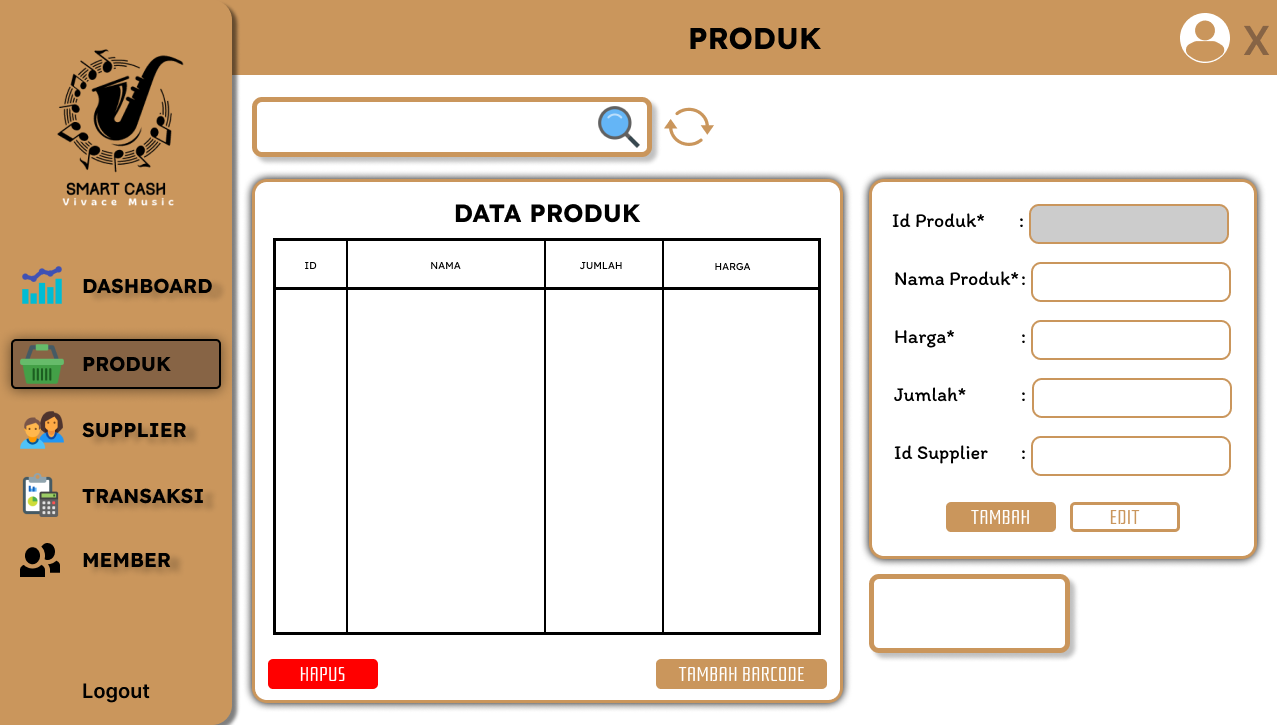 PRODUK
X
SMART CASH
Vivace Music
DASHBOARD
PRODUK
SUPPLIER
TRANSAKSI
MEMBER
Logout
DATA PRODUK
ID NAMA JUMLAH HARGA
HAPUS
TAMBAH BARCODE
Id Produk* :
Nama Produk* :
Harga* :
Jumlah* :
Id Supplier :
TAMBAH
EDIT